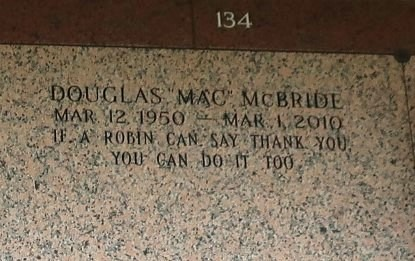 134
DOUGLAS "MAC" McBRIDE
MAR. 12, 1950 – MAR. 1, 2010
IF A ROBIN CAN SAY THANK YOU,
YOU CAN DO IT TOO